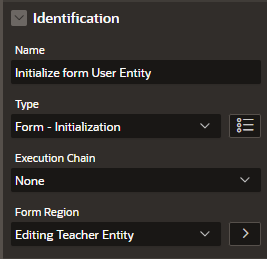 Identification
Name
Initialize form User Entity
Type
Form - Initialization
Execution Chain
None
Form Region
Editing Teacher Entity